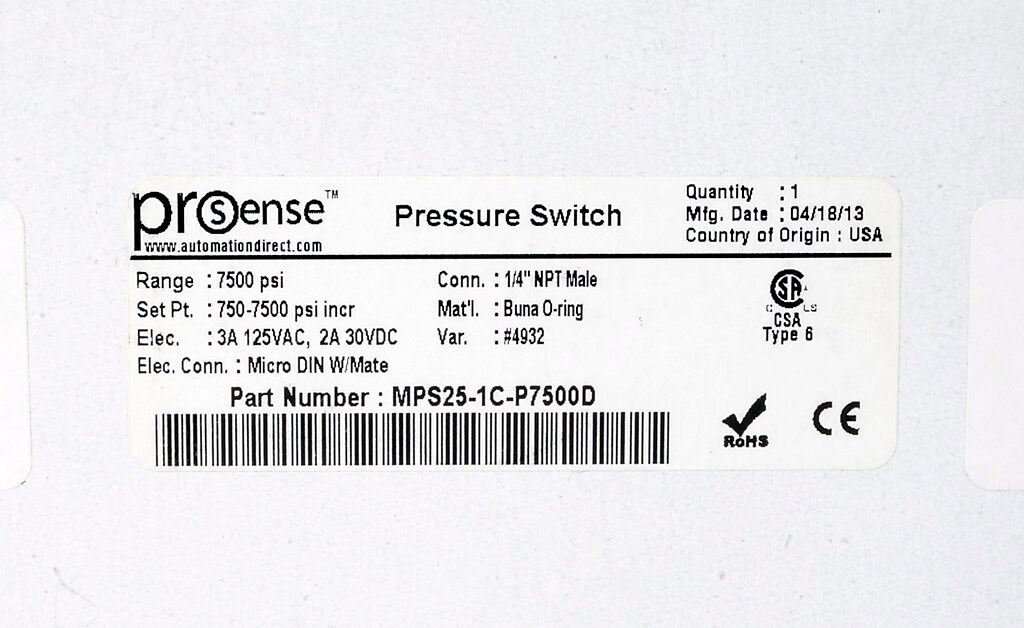 prosense™
www.automationdirect.com
Pressure Switch
Quantity : 1
Mfg. Date : 04/18/13
Country of Origin : USA
Range : 7500 psi
Set Pt. : 750-7500 psi incr
Elec. : 3A 125VAC, 2A 30VDC
Elec. Conn. : Micro DIN W/Mate
Conn. : 1/4" NPT Male
Mat'l. : Buna O-ring
Var. : #4932
SA
C LS
CSA
Type 6
Part Number : MPS25-1C-P7500D
RoHS
CE